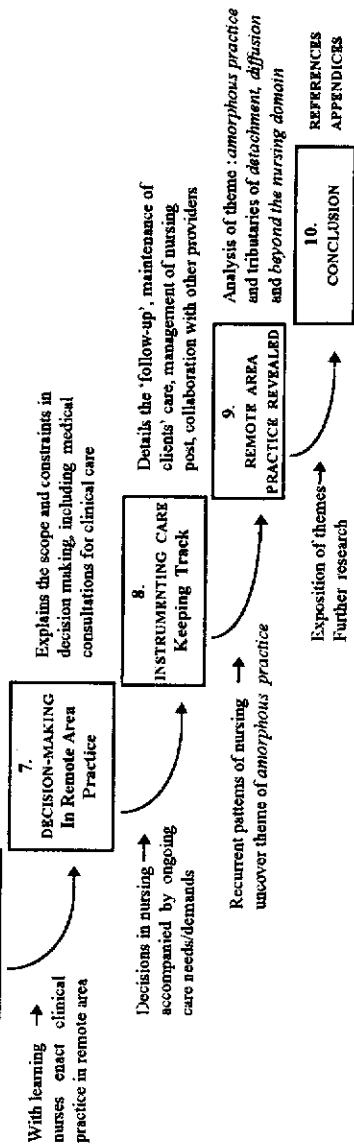 With learning →
nurses enact clinical
practice in remote area
7.
DECISION-MAKING
In Remote Area
Practice
Explains the scope and constraints in
decision making, including medical
consultations for clinical care
Decisions in nursing →
accompanied by ongoing
care needs/demands
8.
INSTRUMENTING CARE
Keeping Track
Details the 'follow-up', maintenance of
clients' care, management of nursing
post, collaboration with other providers
Recurrent patterns of nursing →
uncover theme of amorphous practice
9.
REMOTE AREA
PRACTICE REVEALED
Analysis of theme : amorphous practice
and tributaries of detachment, diffusion
and beyond the nursing domain
Exposition of themes→
Further research
10.
CONCLUSION
REFERENCES
APPENDICES